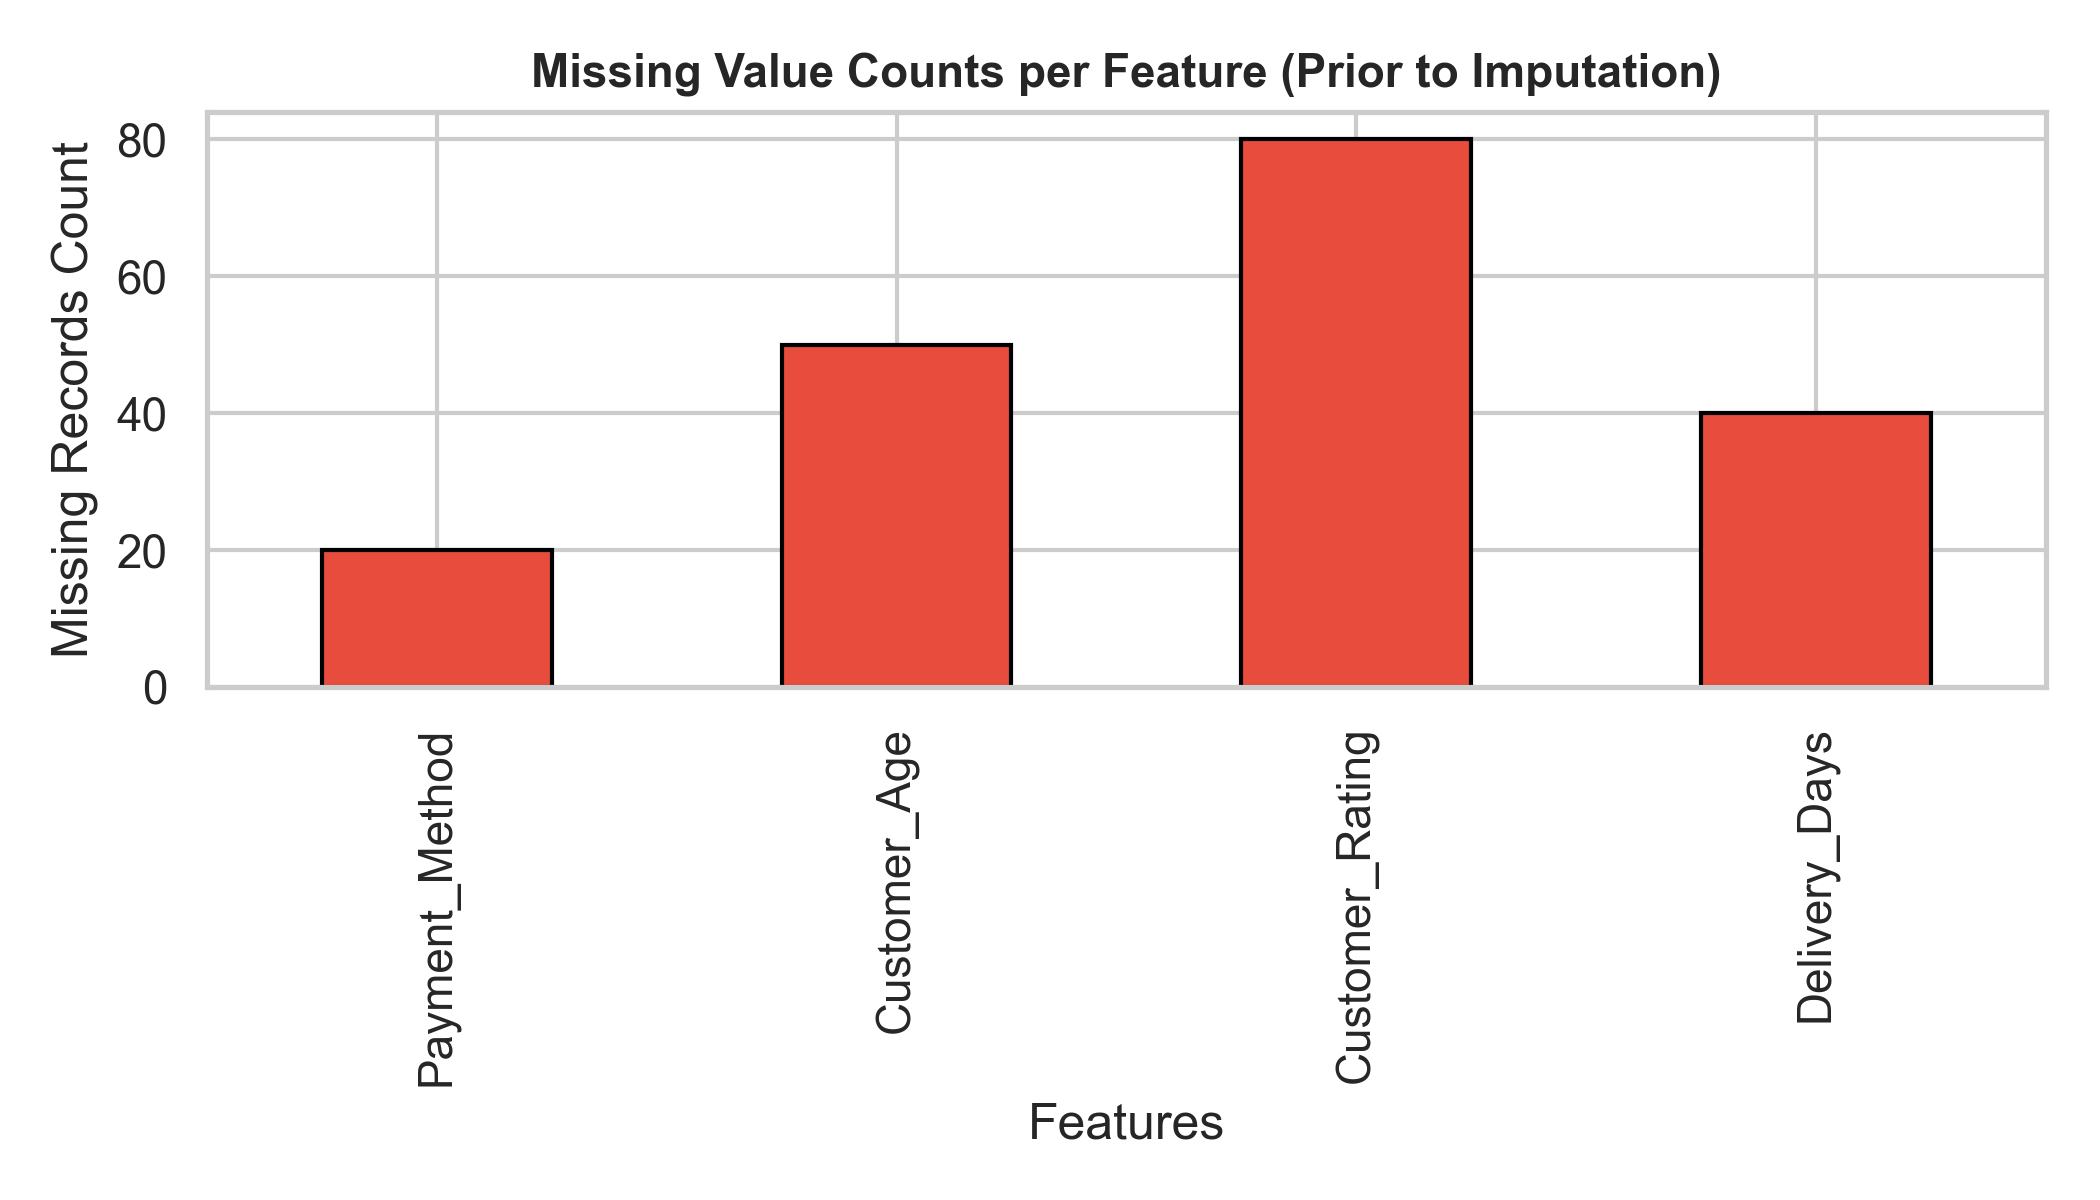 Missing Value Counts per Feature (Prior to Imputation)
Missing Records Count
80
60
40
20
0
Payment_Method
Customer_Age
Customer_Rating
Delivery_Days
Features